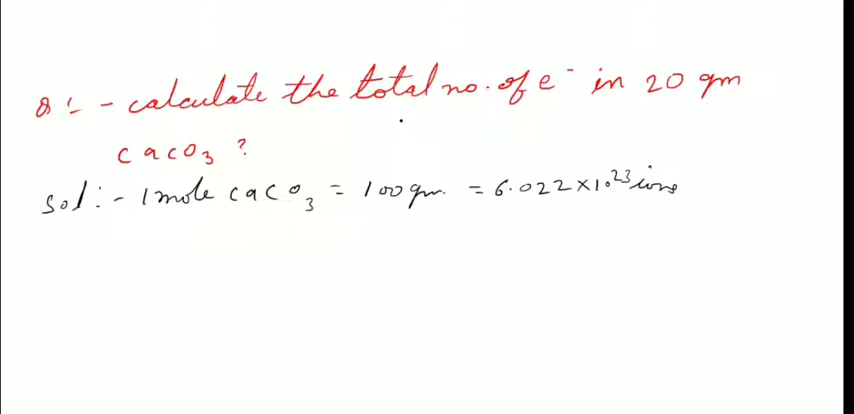 Q:- - calculate the total no. of e⁻ in 20 gm
caco₃ ?
Sol:- 1 mole caco₃ = 100 gm. = 6.022×10²³ ions